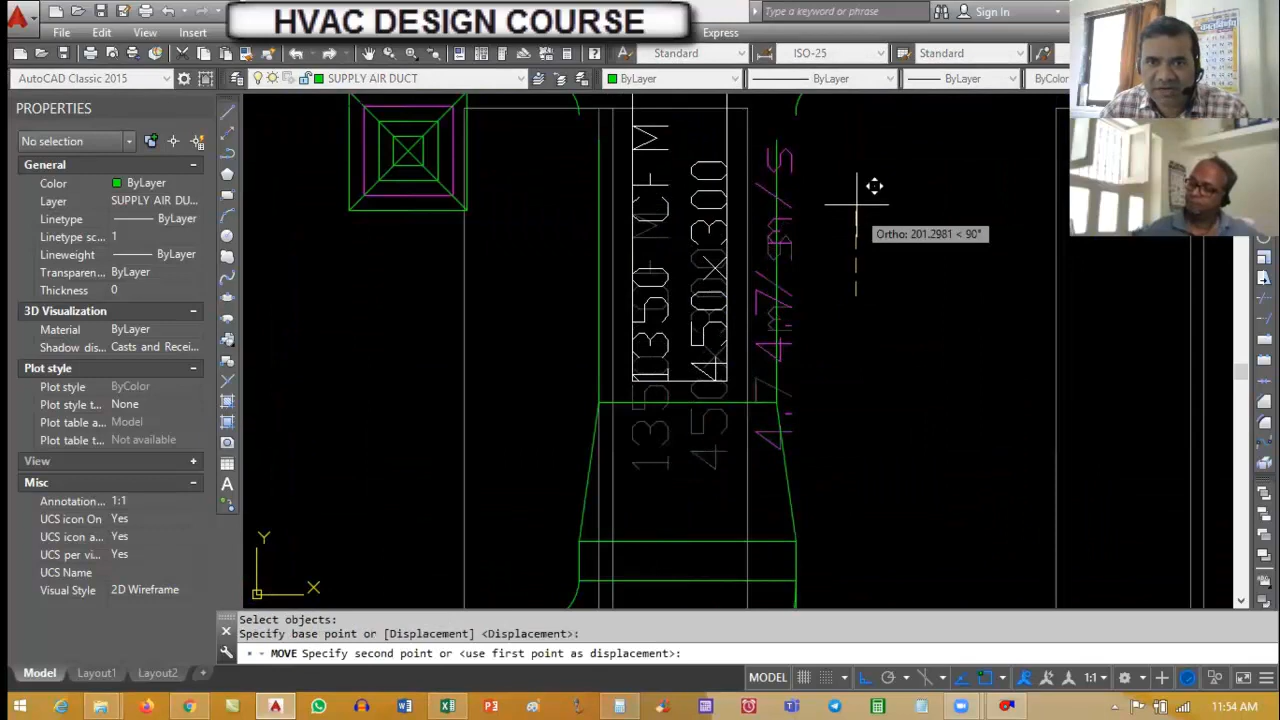 HVAC DESIGN COURSE
Type a keyword or phrase
Sign In
File
Edit
View
Insert
Express
Standard
ISO-25
Standard
AutoCAD Classic 2015
SUPPLY AIR DUCT
ByLayer
ByLayer
ByLayer
ByColor
PROPERTIES
No selection
General
Color ByLayer
Layer SUPPLY AIR DUCT
Linetype ByLayer
Linetype sc... 1
Lineweight ByLayer
Transparen... ByLayer
Thickness 0
3D Visualization
Material ByLayer
Shadow dis... Casts and Recei...
Plot style
Plot style ByColor
Plot style t... None
Plot table a... Model
Plot table t... Not available
View
Misc
Annotation... 1:1
UCS icon On Yes
UCS icon a... Yes
UCS per vi... Yes
UCS Name
Visual Style 2D Wireframe
450x300
Ortho: 201.2981 < 90°
1350
450
Y
X
Select objects:
Specify base point or [Displacement] <Displacement>:
MOVE Specify second point or <use first point as displacement>:
Model
Layout1
Layout2
MODEL
1:1
11:54 AM